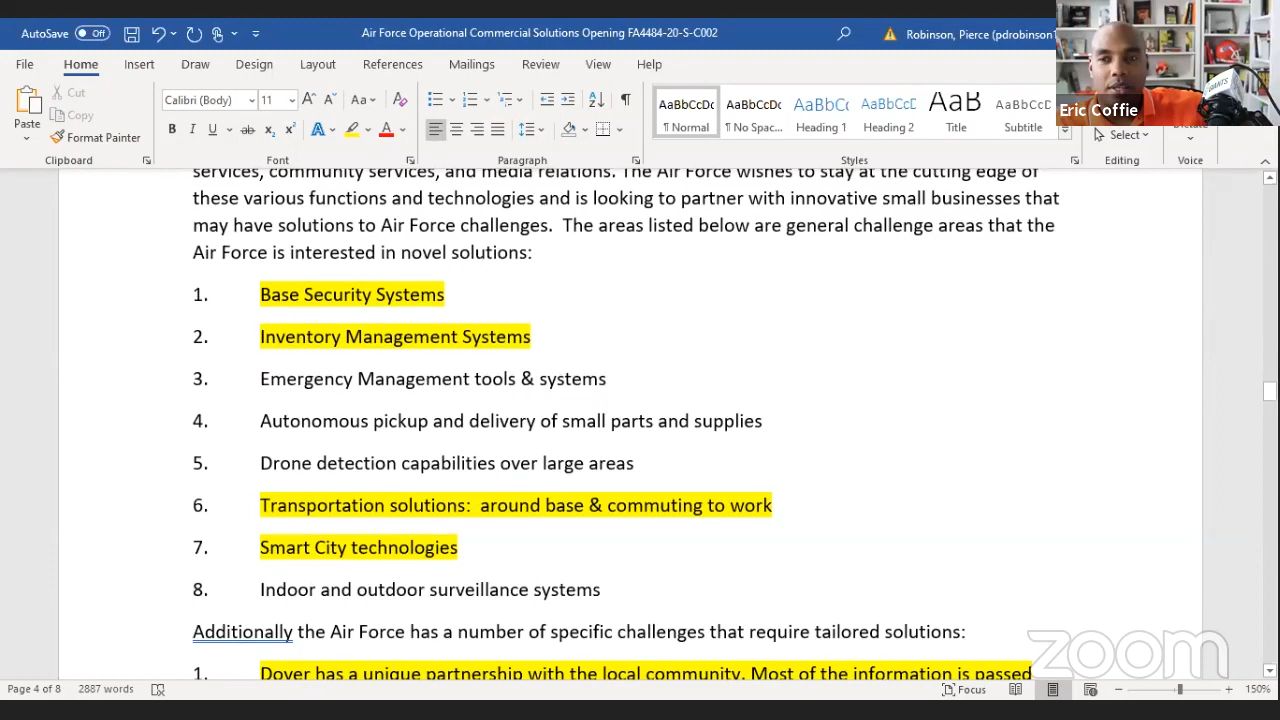 AutoSave Off Air Force Operational Commercial Solutions Opening FA4484-20-S-C002 Robinson, Pierce (pdrobinson1
File Home Insert Draw Design Layout References Mailings Review View Help
Eric Coffie
Paste Cut Copy Format Painter
Calibri (Body) 11
AaBbCcDc ¶ Normal
AaBbCcDc ¶ No Spac...
AaBbC( Heading 1
AaBbCcD Heading 2
AaB Title
AaBbCcD Subtitle
Select
Clipboard Font Paragraph Styles Editing Voice
services, community services, and media relations. The Air Force wishes to stay at the cutting edge of
these various functions and technologies and is looking to partner with innovative small businesses that
may have solutions to Air Force challenges. The areas listed below are general challenge areas that the
Air Force is interested in novel solutions:
1. Base Security Systems
2. Inventory Management Systems
3. Emergency Management tools & systems
4. Autonomous pickup and delivery of small parts and supplies
5. Drone detection capabilities over large areas
6. Transportation solutions: around base & commuting to work
7. Smart City technologies
8. Indoor and outdoor surveillance systems
Additionally the Air Force has a number of specific challenges that require tailored solutions:
1. Dover has a unique partnership with the local community. Most of the information is passed
zoom
Page 4 of 8 2887 words Focus 150%